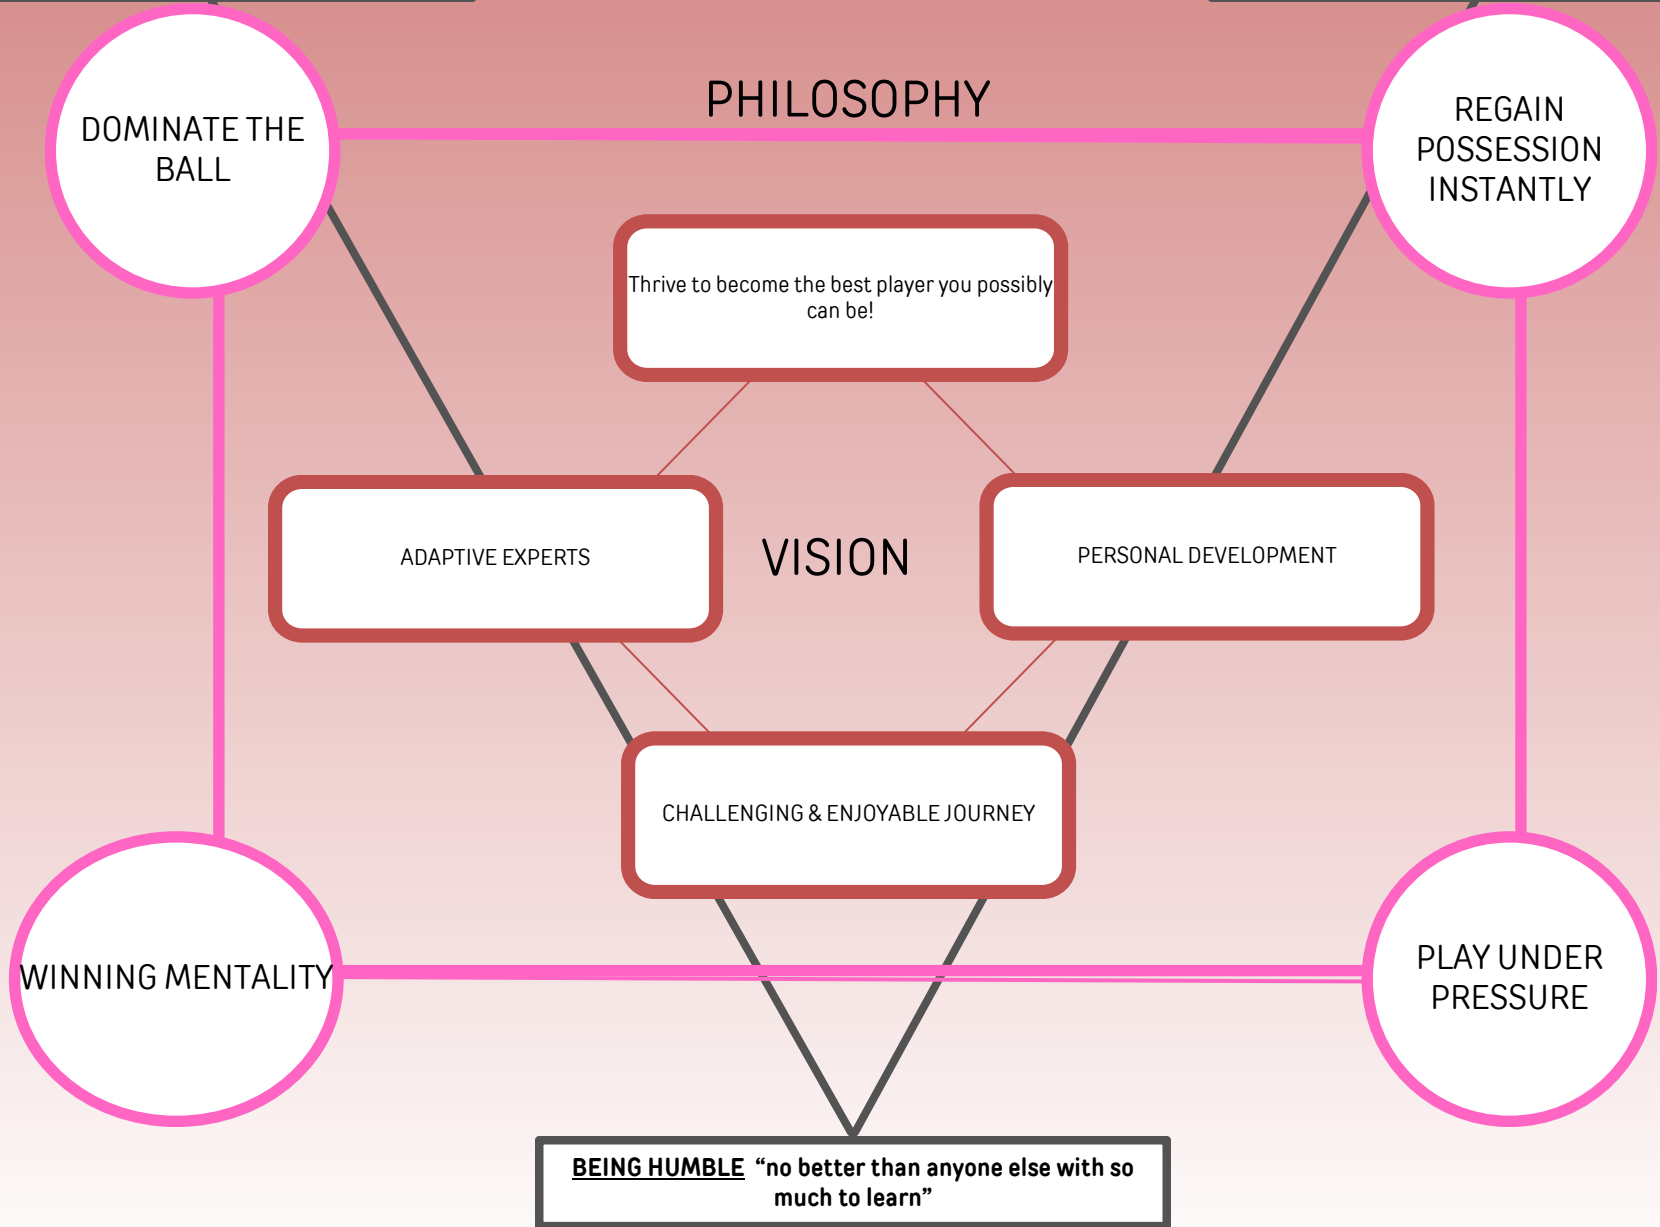 PHILOSOPHY
DOMINATE THE
BALL
REGAIN
POSSESSION
INSTANTLY
Thrive to become the best player you possibly
can be!
ADAPTIVE EXPERTS
VISION
PERSONAL DEVELOPMENT
CHALLENGING & ENJOYABLE JOURNEY
WINNING MENTALITY
PLAY UNDER
PRESSURE
BEING HUMBLE “no better than anyone else with so
much to learn”